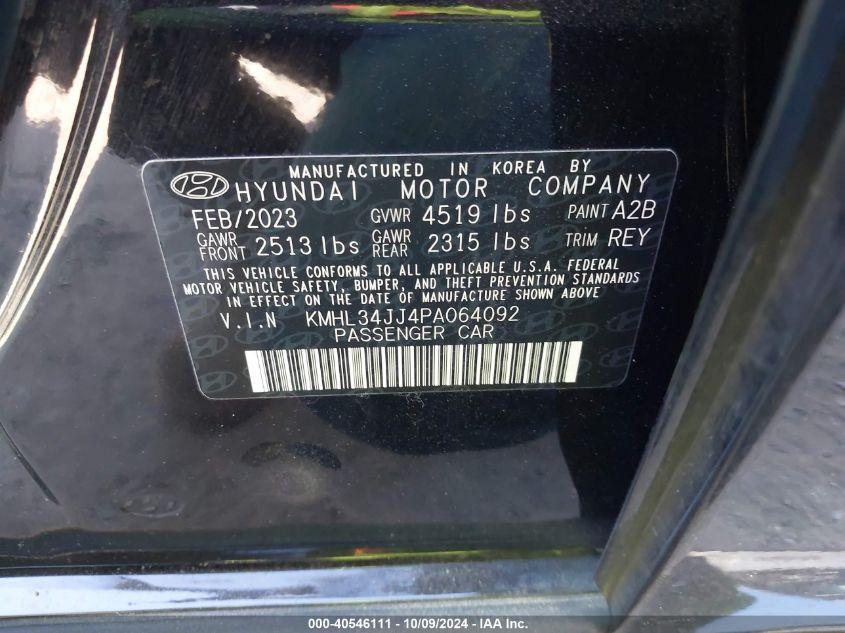 MANUFACTURED IN KOREA BY
HYUNDAI MOTOR COMPANY
FEB/2023 GVWR 4519 lbs PAINT A2B
GAWR FRONT 2513 lbs GAWR REAR 2315 lbs TRIM REY
THIS VEHICLE CONFORMS TO ALL APPLICABLE U.S.A. FEDERAL
MOTOR VEHICLE SAFETY, BUMPER, AND THEFT PREVENTION STANDARDS
IN EFFECT ON THE DATE OF MANUFACTURE SHOWN ABOVE
V.I.N KMHL34JJ4PA064092
PASSENGER CAR
000-40546111 - 10/09/2024 - IAA Inc.